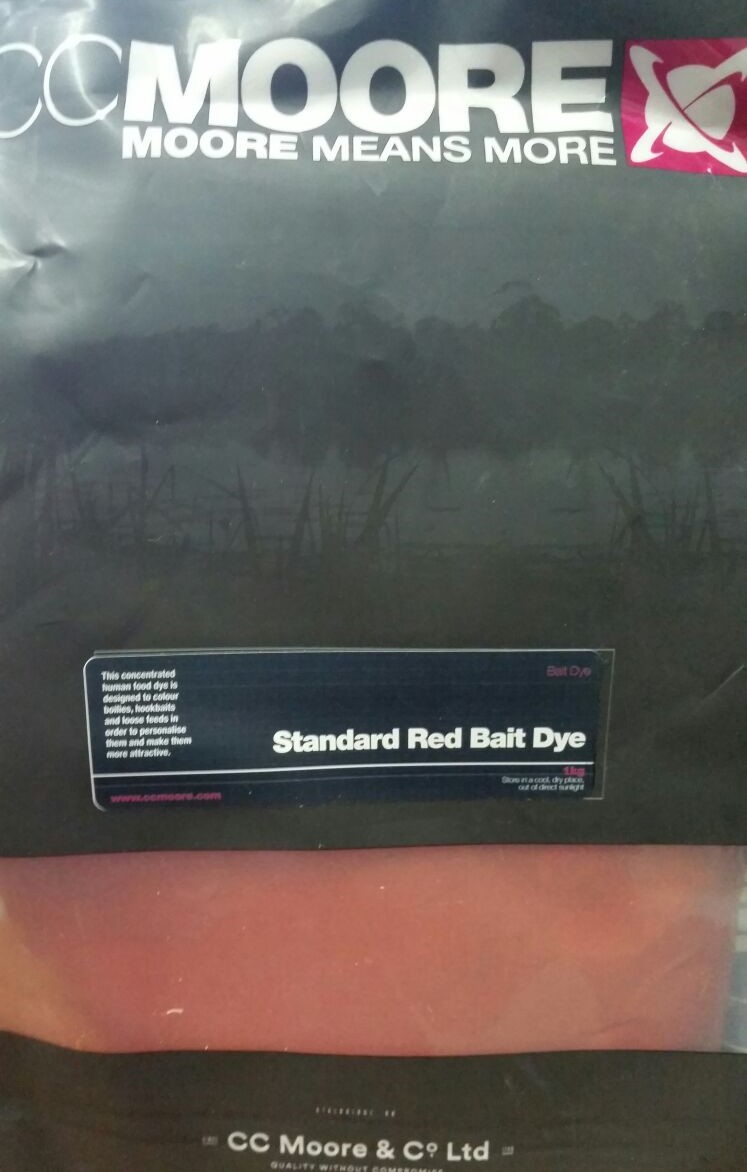 CCMOORE
MOORE MEANS MORE
This concentrated
human food dye is
designed to colour
boilies, hookbaits
and loose feeds in
order to personalise
them and make them
more attractive.
Bait Dye
Standard Red Bait Dye
1kg
Store in a cool, dry place,
out of direct sunlight
www.ccmoore.com
CC Moore & Cº Ltd
QUALITY WITHOUT COMPROMISE